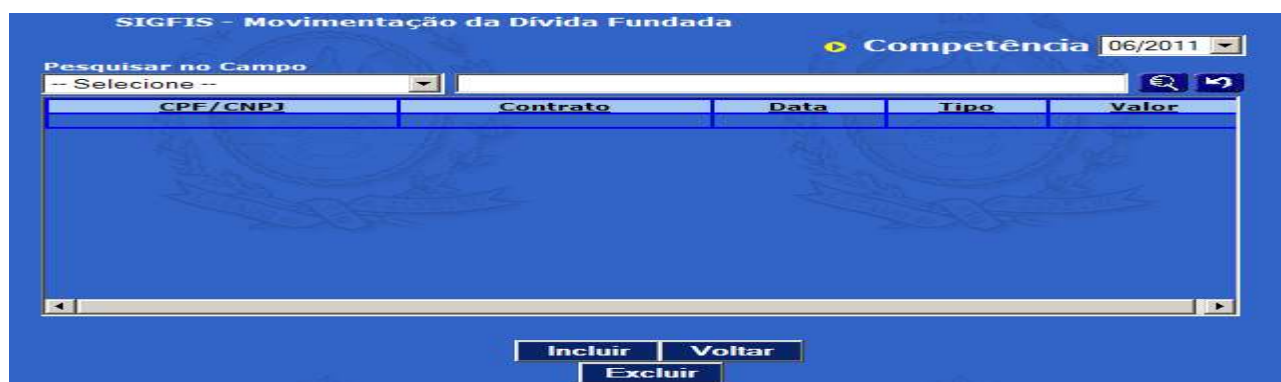 SIGFIS - Movimentação da Dívida Fundada
Competência 06/2011
Pesquisar no Campo
-- Selecione --
CPF/CNPJ Contrato Data Tipo Valor
Incluir Voltar
Excluir